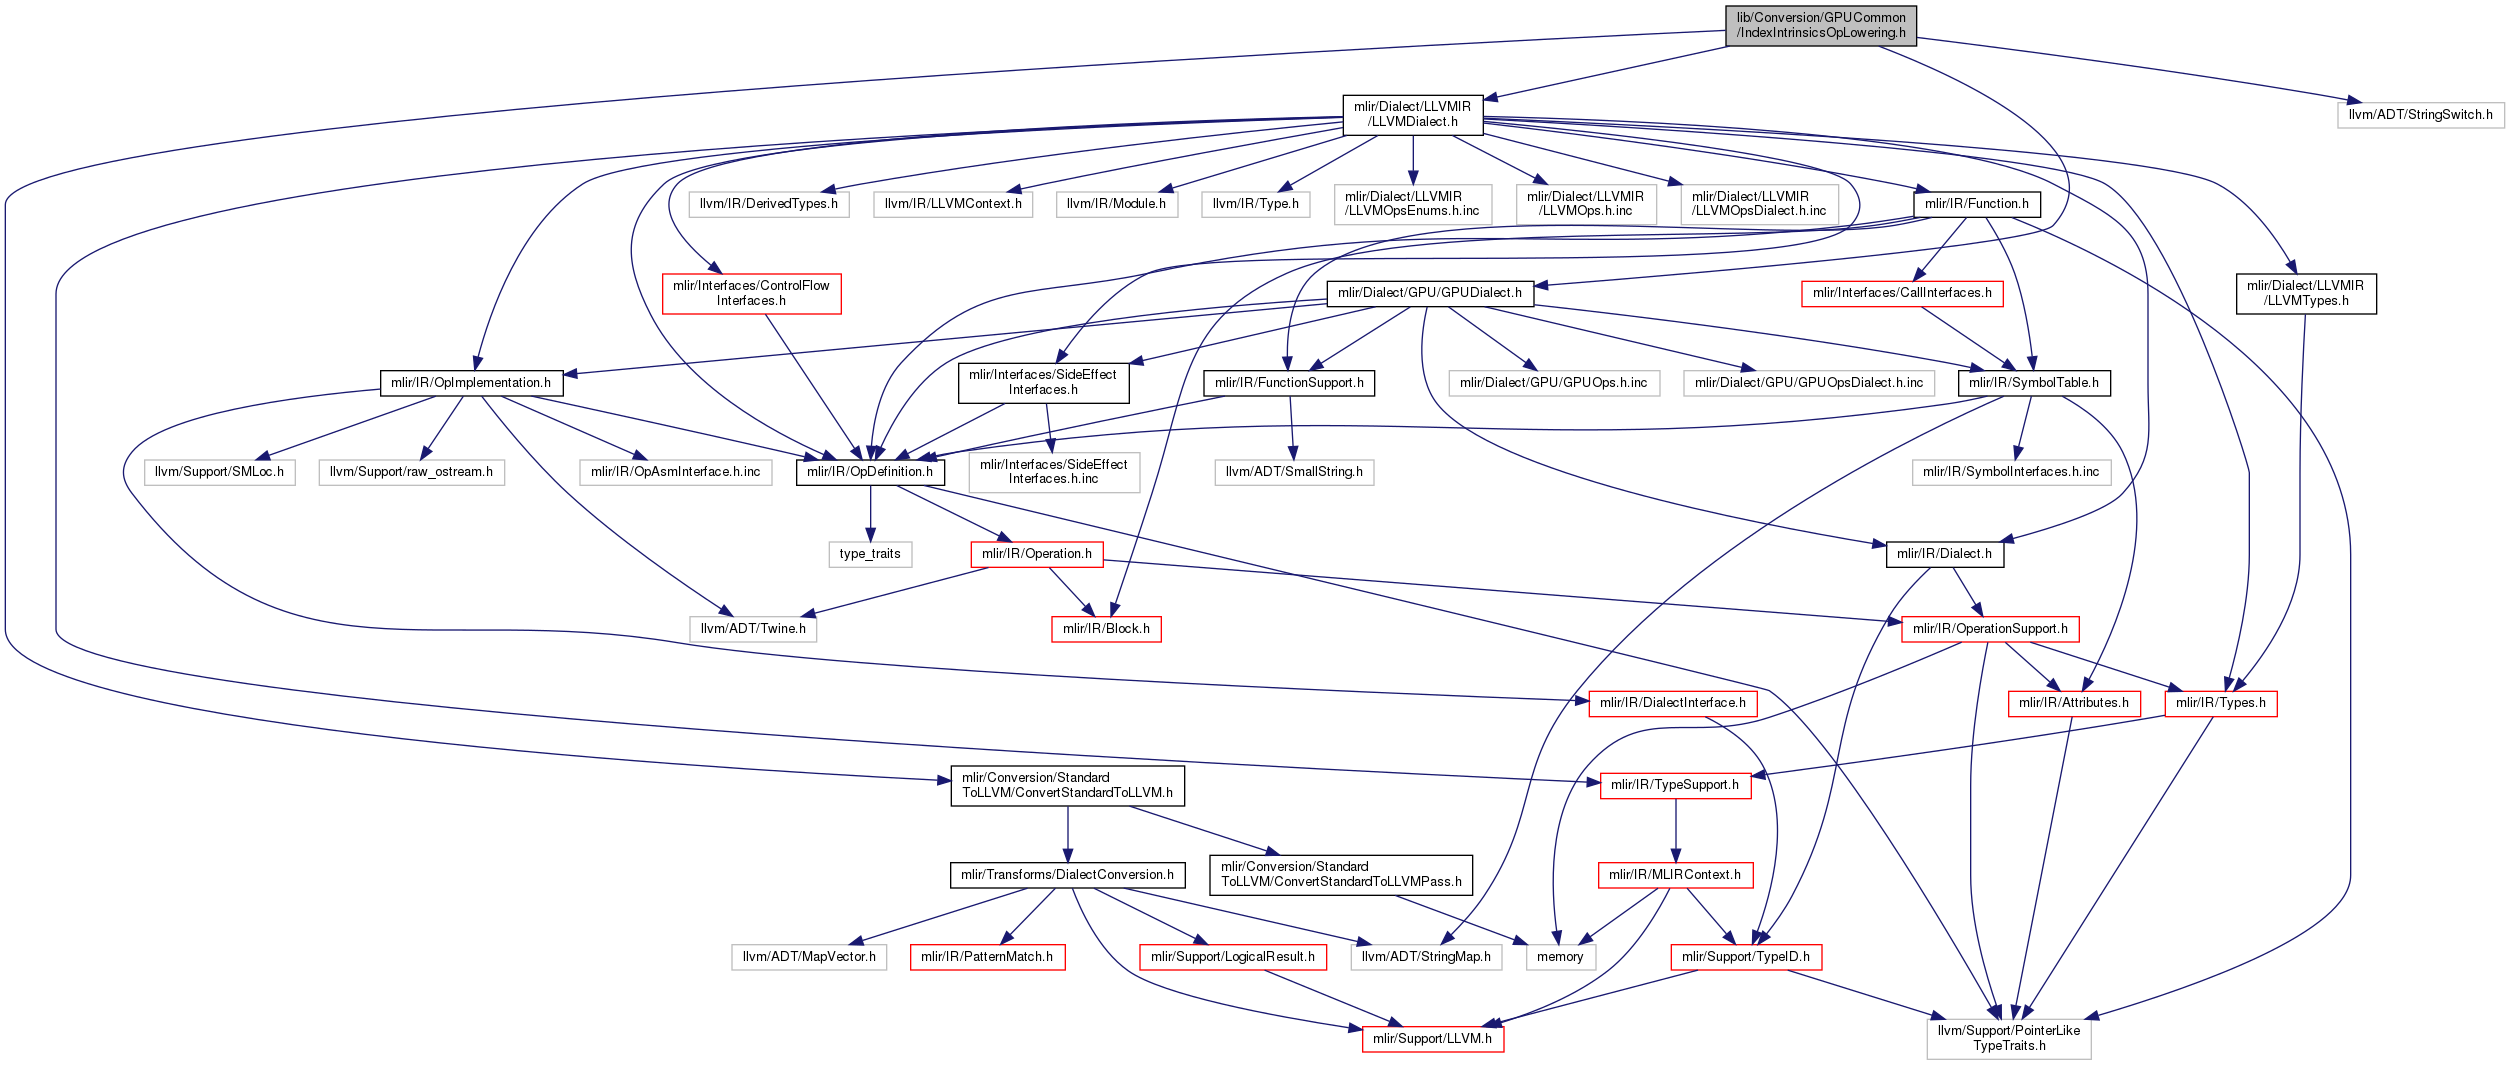 lib/Conversion/GPUCommon
/IndexIntrinsicsOpLowering.h
mlir/Dialect/LLVMIR
/LLVMDialect.h
llvm/ADT/StringSwitch.h
llvm/IR/DerivedTypes.h
llvm/IR/LLVMContext.h
llvm/IR/Module.h
llvm/IR/Type.h
mlir/Dialect/LLVMIR
/LLVMOpsEnums.h.inc
mlir/Dialect/LLVMIR
/LLVMOps.h.inc
mlir/Dialect/LLVMIR
/LLVMOpsDialect.h.inc
mlir/IR/Function.h
mlir/Interfaces/ControlFlow
Interfaces.h
mlir/Dialect/GPU/GPUDialect.h
mlir/Interfaces/CallInterfaces.h
mlir/Dialect/LLVMIR
/LLVMTypes.h
mlir/IR/OpImplementation.h
mlir/Interfaces/SideEffect
Interfaces.h
mlir/IR/FunctionSupport.h
mlir/Dialect/GPU/GPUOps.h.inc
mlir/Dialect/GPU/GPUOpsDialect.h.inc
mlir/IR/SymbolTable.h
llvm/Support/SMLoc.h
llvm/Support/raw_ostream.h
mlir/IR/OpAsmInterface.h.inc
mlir/IR/OpDefinition.h
mlir/Interfaces/SideEffect
Interfaces.h.inc
llvm/ADT/SmallString.h
mlir/IR/SymbolInterfaces.h.inc
type_traits
mlir/IR/Operation.h
mlir/IR/Dialect.h
llvm/ADT/Twine.h
mlir/IR/Block.h
mlir/IR/OperationSupport.h
mlir/IR/DialectInterface.h
mlir/IR/Attributes.h
mlir/IR/Types.h
mlir/Conversion/Standard
ToLLVM/ConvertStandardToLLVM.h
mlir/IR/TypeSupport.h
mlir/Transforms/DialectConversion.h
mlir/Conversion/Standard
ToLLVM/ConvertStandardToLLVMPass.h
mlir/IR/MLIRContext.h
llvm/ADT/MapVector.h
mlir/IR/PatternMatch.h
mlir/Support/LogicalResult.h
llvm/ADT/StringMap.h
memory
mlir/Support/TypeID.h
mlir/Support/LLVM.h
llvm/Support/PointerLike
TypeTraits.h